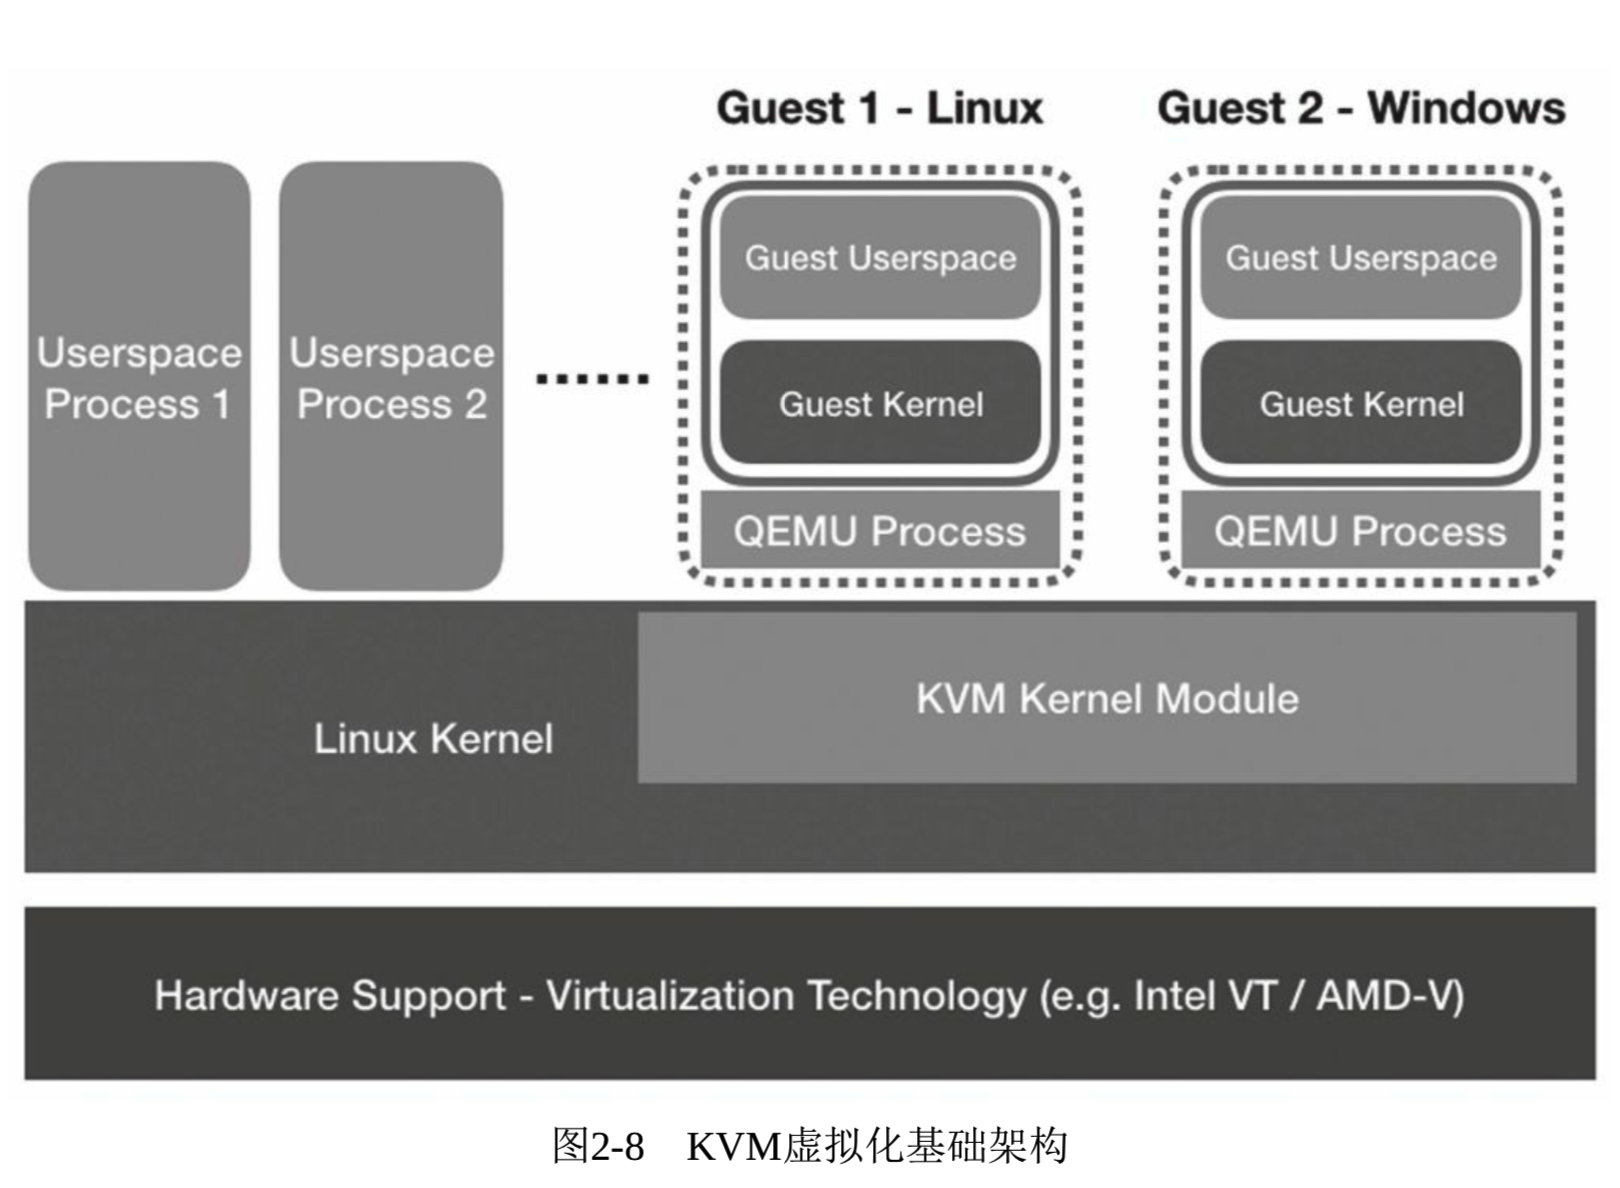 Guest 1 - Linux
Guest 2 - Windows
Userspace
Process 1
Userspace
Process 2
......
Guest Userspace
Guest Kernel
QEMU Process
Guest Userspace
Guest Kernel
QEMU Process
Linux Kernel
KVM Kernel Module
Hardware Support - Virtualization Technology (e.g. Intel VT / AMD-V)
图2-8 KVM虚拟化基础架构